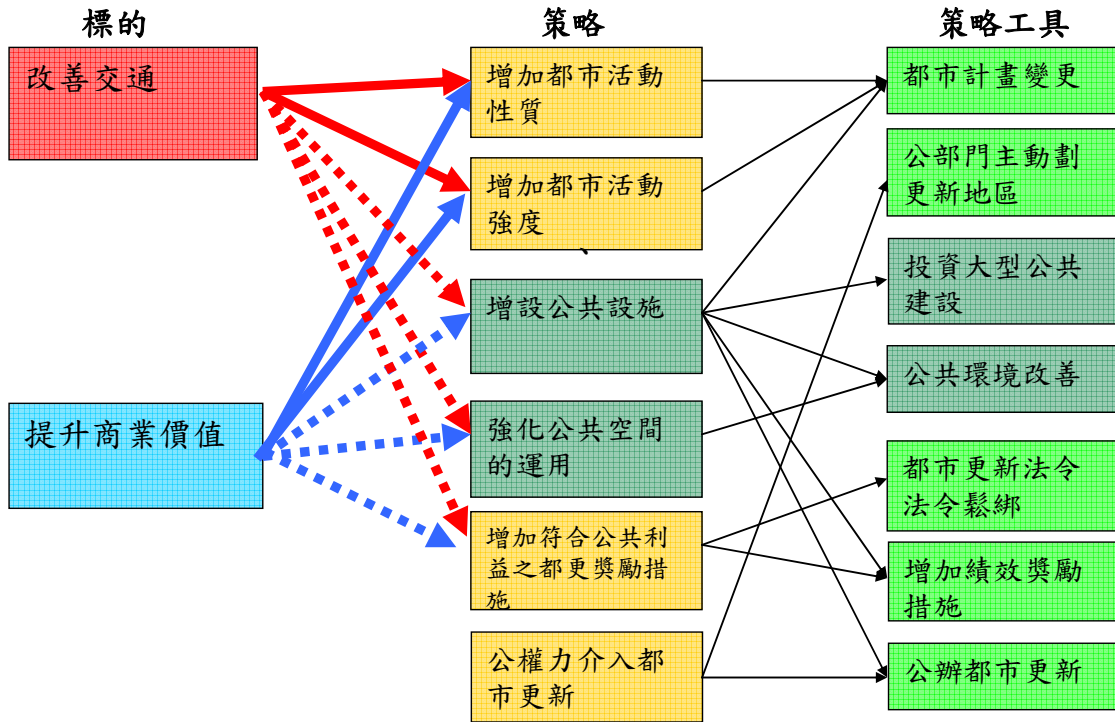 標的
策略
策略工具
改善交通
提升商業價值
增加都市活動
性質
增加都市活動
強度
、
增設公共設施
強化公共空間
的運用
增加符合公共利
益之都更獎勵措
施
公權力介入都
市更新
都市計畫變更
公部門主動劃
更新地區
投資大型公共
建設
公共環境改善
都市更新法令
法令鬆綁
增加績效獎勵
措施
公辦都市更新